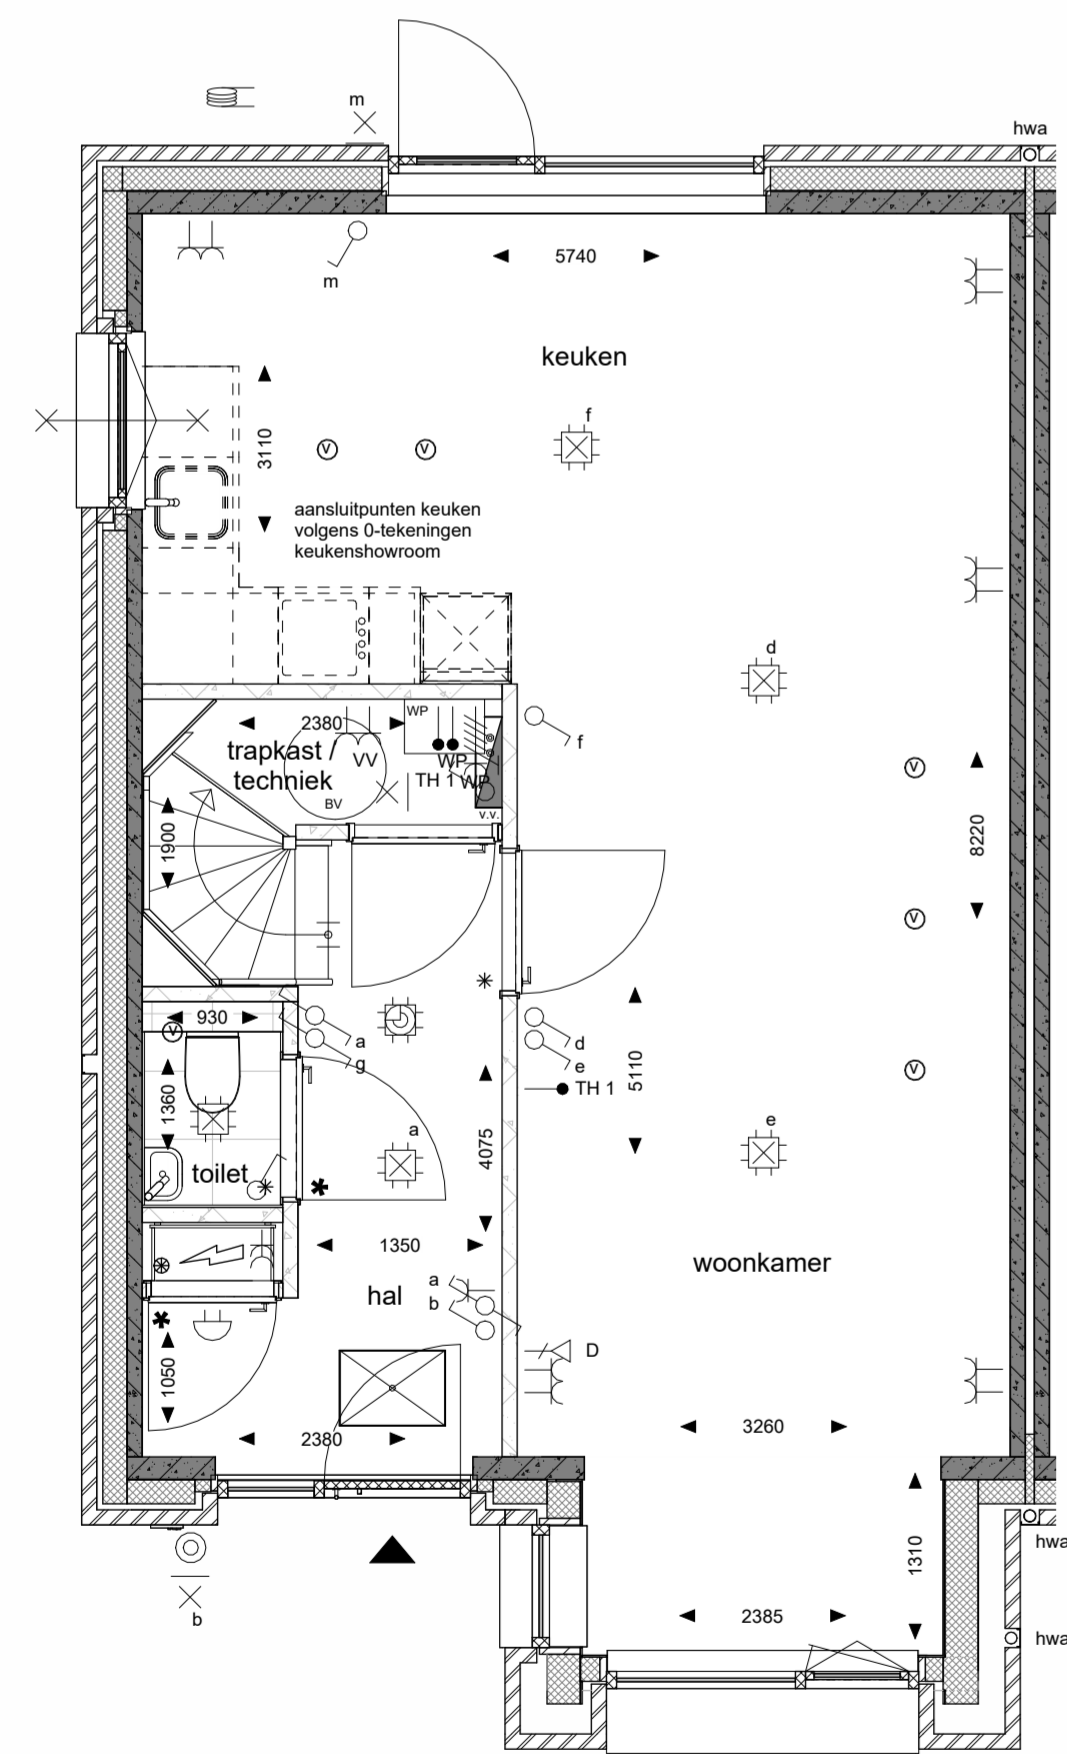 m
hwa
m
5740
keuken
f
3110
aansluitpunten keuken
volgens 0-tekeningen
keukenshowroom
V
V
d
f
2380
WP
trapkast /
techniek
VV
WP
TH 1
WP
BV
v.v.
V
1900
8220
V
930
V
a
g
d
e
TH 1
5110
V
1360
a
4075
e
toilet
1350
woonkamer
hal
a
b
D
1050
2380
3260
1310
b
2385
hwa
hwa